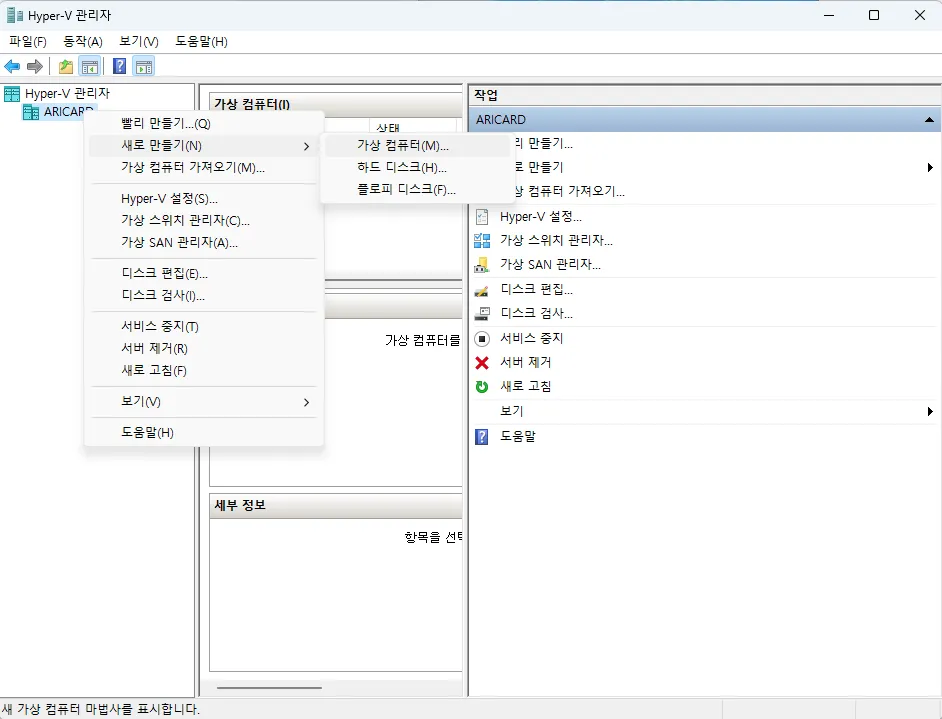 Hyper-V 관리자
파일(F) 동작(A) 보기(V) 도움말(H)
Hyper-V 관리자
ARICARD
빨리 만들기...(Q)
새로 만들기(N)
가상 컴퓨터 가져오기(M)...
Hyper-V 설정(S)...
가상 스위치 관리자(C)...
가상 SAN 관리자(A)...
디스크 편집(E)...
디스크 검사(I)...
서비스 중지(T)
서버 제거(R)
새로 고침(F)
보기(V)
도움말(H)
가상 컴퓨터(M)...
하드 디스크(H)...
플로피 디스크(F)...
가상 컴퓨터(I)
상태
가상 컴퓨터를
세부 정보
항목을
작업
ARICARD
리 만들기...
로 만들기
상 컴퓨터 가져오기...
Hyper-V 설정...
가상 스위치 관리자...
가상 SAN 관리자...
디스크 편집...
디스크 검사...
서비스 중지
서버 제거
새로 고침
보기
도움말
새 가상 컴퓨터 마법사를 표시합니다.